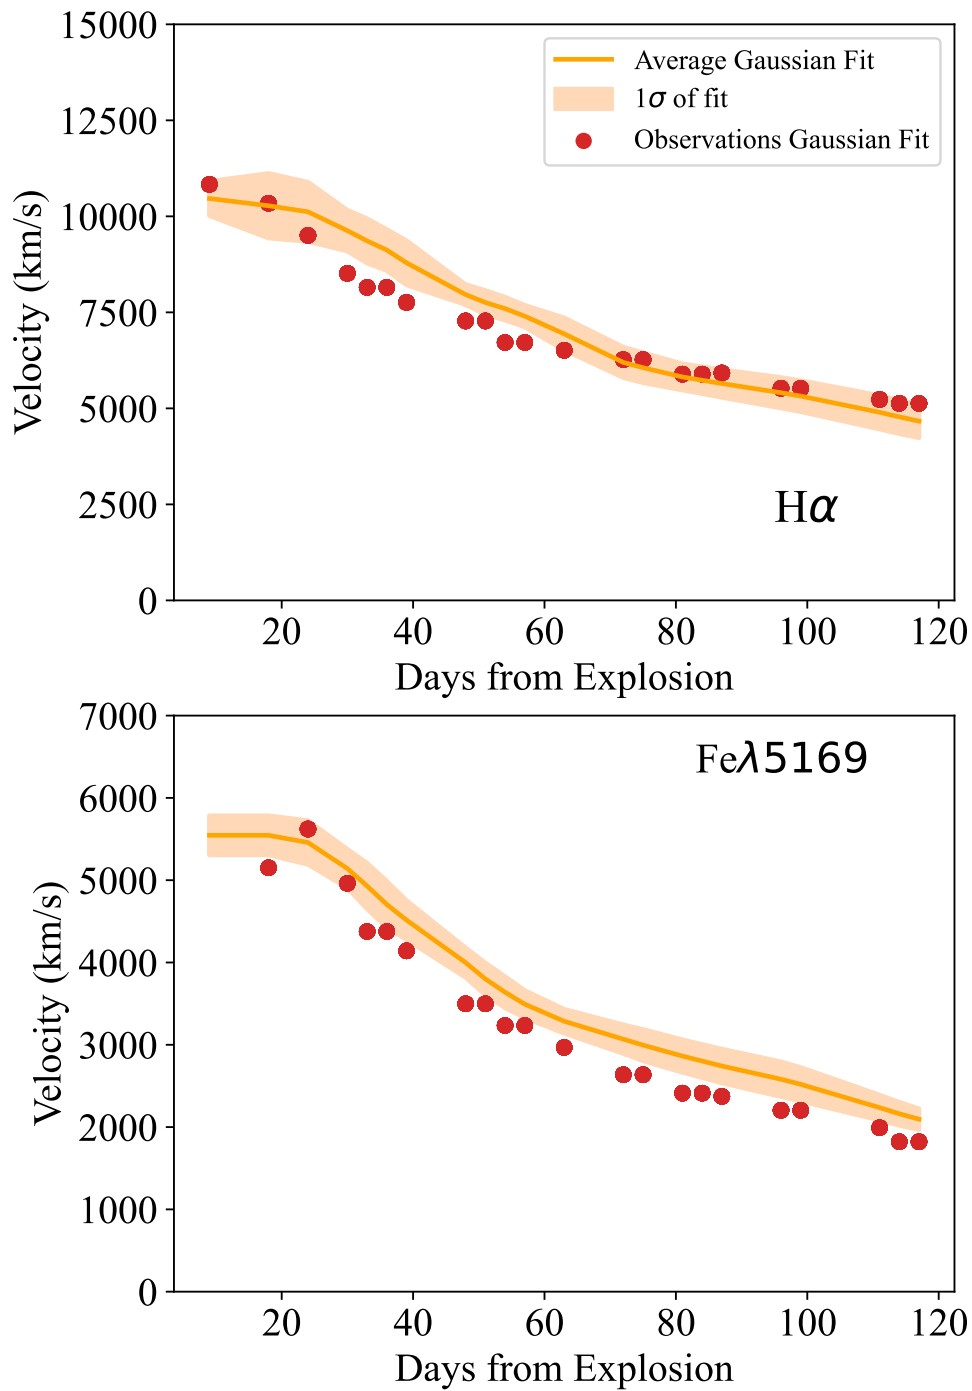 15000
12500
10000
7500
5000
2500
0
Velocity (km/s)
Average Gaussian Fit
1σ of fit
Observations Gaussian Fit
Hα
20 40 60 80 100 120
Days from Explosion
7000
6000
5000
4000
3000
2000
1000
0
Velocity (km/s)
Feλ5169
20 40 60 80 100 120
Days from Explosion